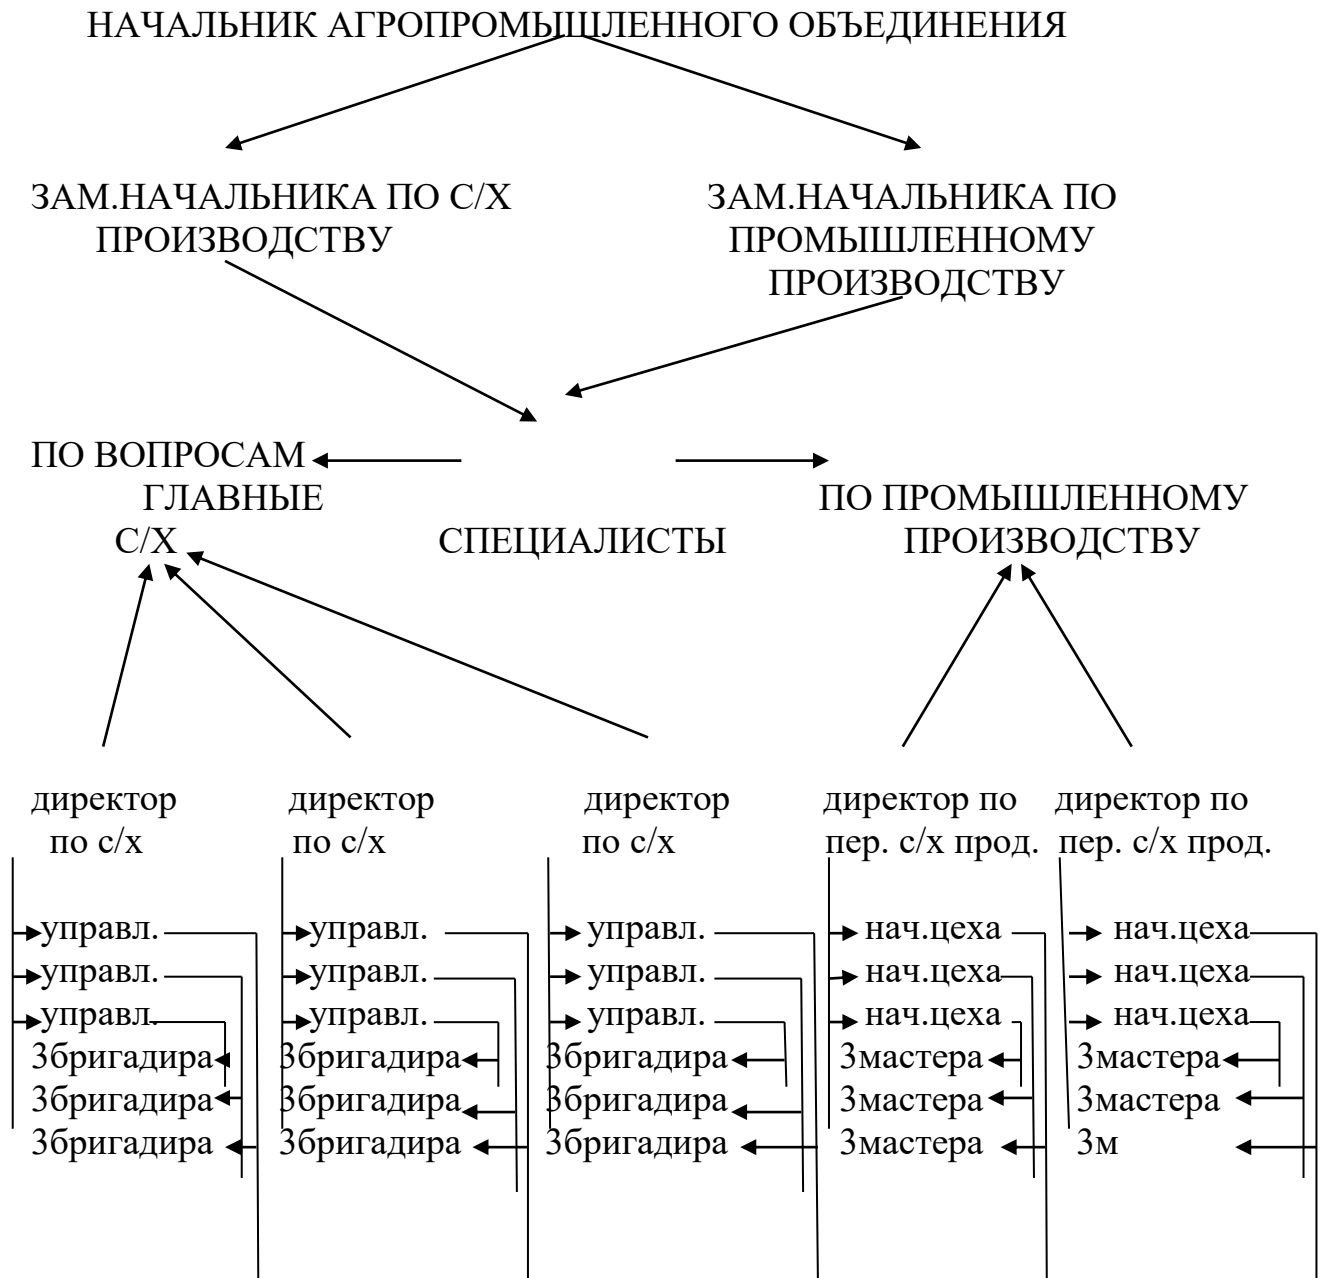 НАЧАЛЬНИК АГРОПРОМЫШЛЕННОГО ОБЪЕДИНЕНИЯ
ЗАМ.НАЧАЛЬНИКА ПО С/Х ЗАМ.НАЧАЛЬНИКА ПО
ПРОИЗВОДСТВУ ПРОМЫШЛЕННОМУ
ПРОИЗВОДСТВУ
ПО ВОПРОСАМ
ГЛАВНЫЕ ПО ПРОМЫШЛЕННОМУ
С/Х СПЕЦИАЛИСТЫ ПРОИЗВОДСТВУ
директор директор директор директор по директор по
по с/х по с/х по с/х пер. с/х прод. пер. с/х прод.
управл. управл. управл. нач.цеха нач.цеха
управл. управл. управл. нач.цеха нач.цеха
управл. управл. управл. нач.цеха нач.цеха
3бригадира 3бригадира 3бригадира 3мастера 3мастера
3бригадира 3бригадира 3бригадира 3мастера 3мастера
3бригадира 3бригадира 3бригадира 3мастера 3м